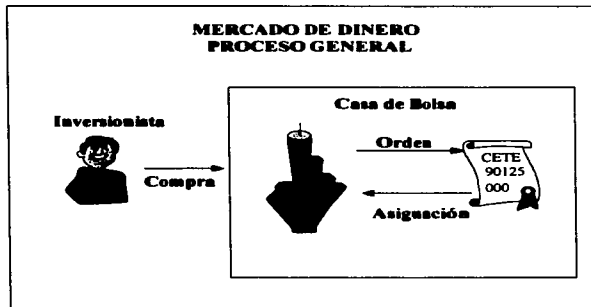 MERCADO DE DINERO
PROCESO GENERAL
Casa de Bolsa
Inversionista
Orden
CETE
90125
000
Compra
Asignación